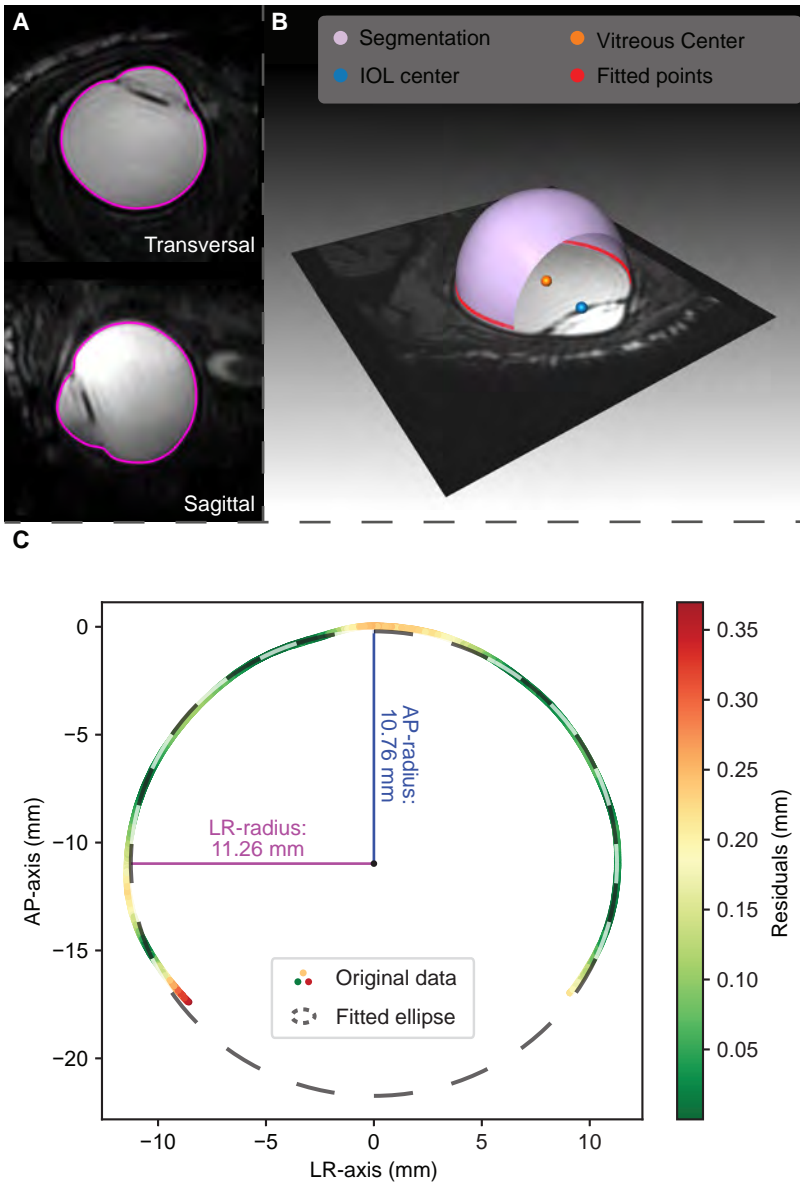 A
Transversal
Sagittal
B
Segmentation
Vitreous Center
IOL center
Fitted points
C
0
−5
−10
−15
−20
AP-axis (mm)
AP-radius:
10.76 mm
LR-radius:
11.26 mm
Original data
Fitted ellipse
−10
−5
0
5
10
LR-axis (mm)
0.35
0.30
0.25
0.20
0.15
0.10
0.05
Residuals (mm)